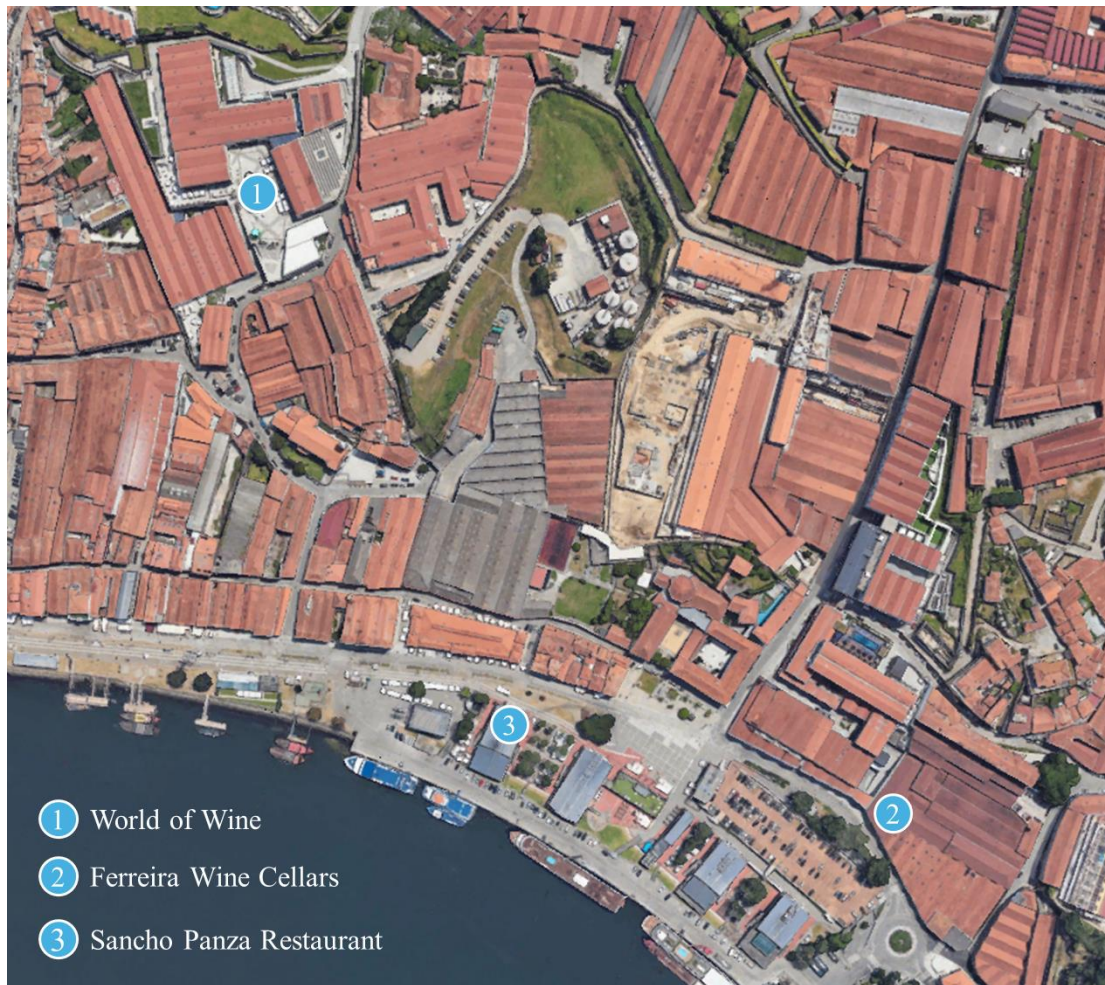 1
3
2
1 World of Wine
2 Ferreira Wine Cellars
3 Sancho Panza Restaurant